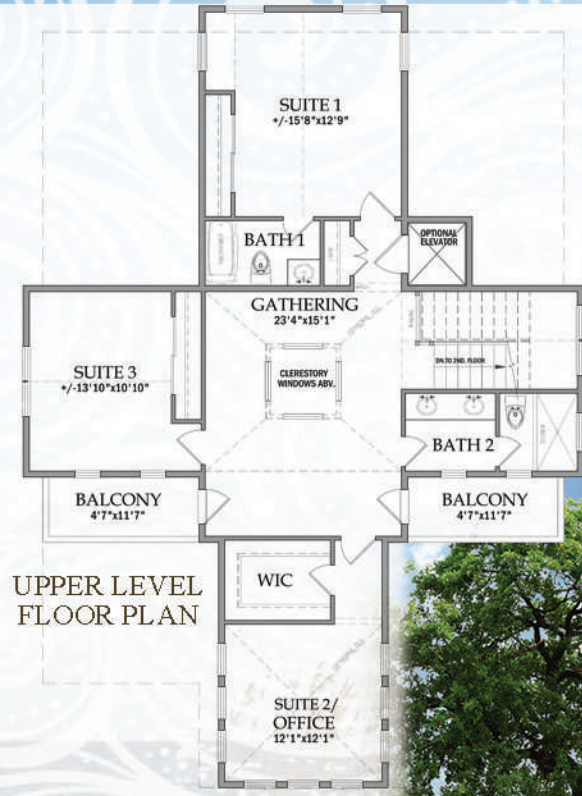 SUITE 1
+/-15'8"x12'9"
BATH 1
OPTIONAL
ELEVATOR
GATHERING
23'4"x15'1"
SUITE 3
+/-13'10"x10'10"
CLERESTORY
WINDOWS ABV.
DN.TO 2ND. FLOOR
BATH 2
BALCONY
4'7"x11'7"
BALCONY
4'7"x11'7"
UPPER LEVEL
FLOOR PLAN
WIC
SUITE 2/
OFFICE
12'1"x12'1"